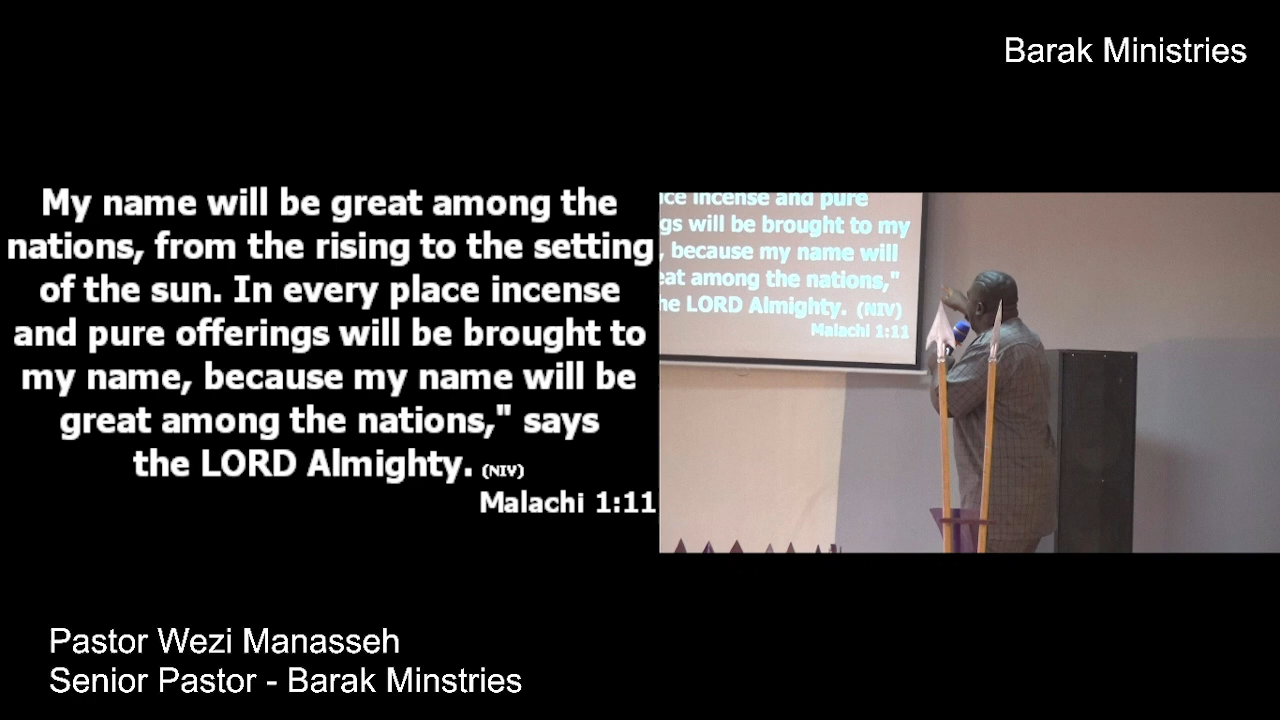 Barak Ministries
My name will be great among the
nations, from the rising to the setting
of the sun. In every place incense
and pure offerings will be brought to
my name, because my name will be
great among the nations," says
the LORD Almighty. (NIV)
Malachi 1:11
incense and pure
will be brought to my
, because my name will
among the nations,"
LORD Almighty. (NIV)
Malachi 1:11
Pastor Wezi Manasseh
Senior Pastor - Barak Minstries